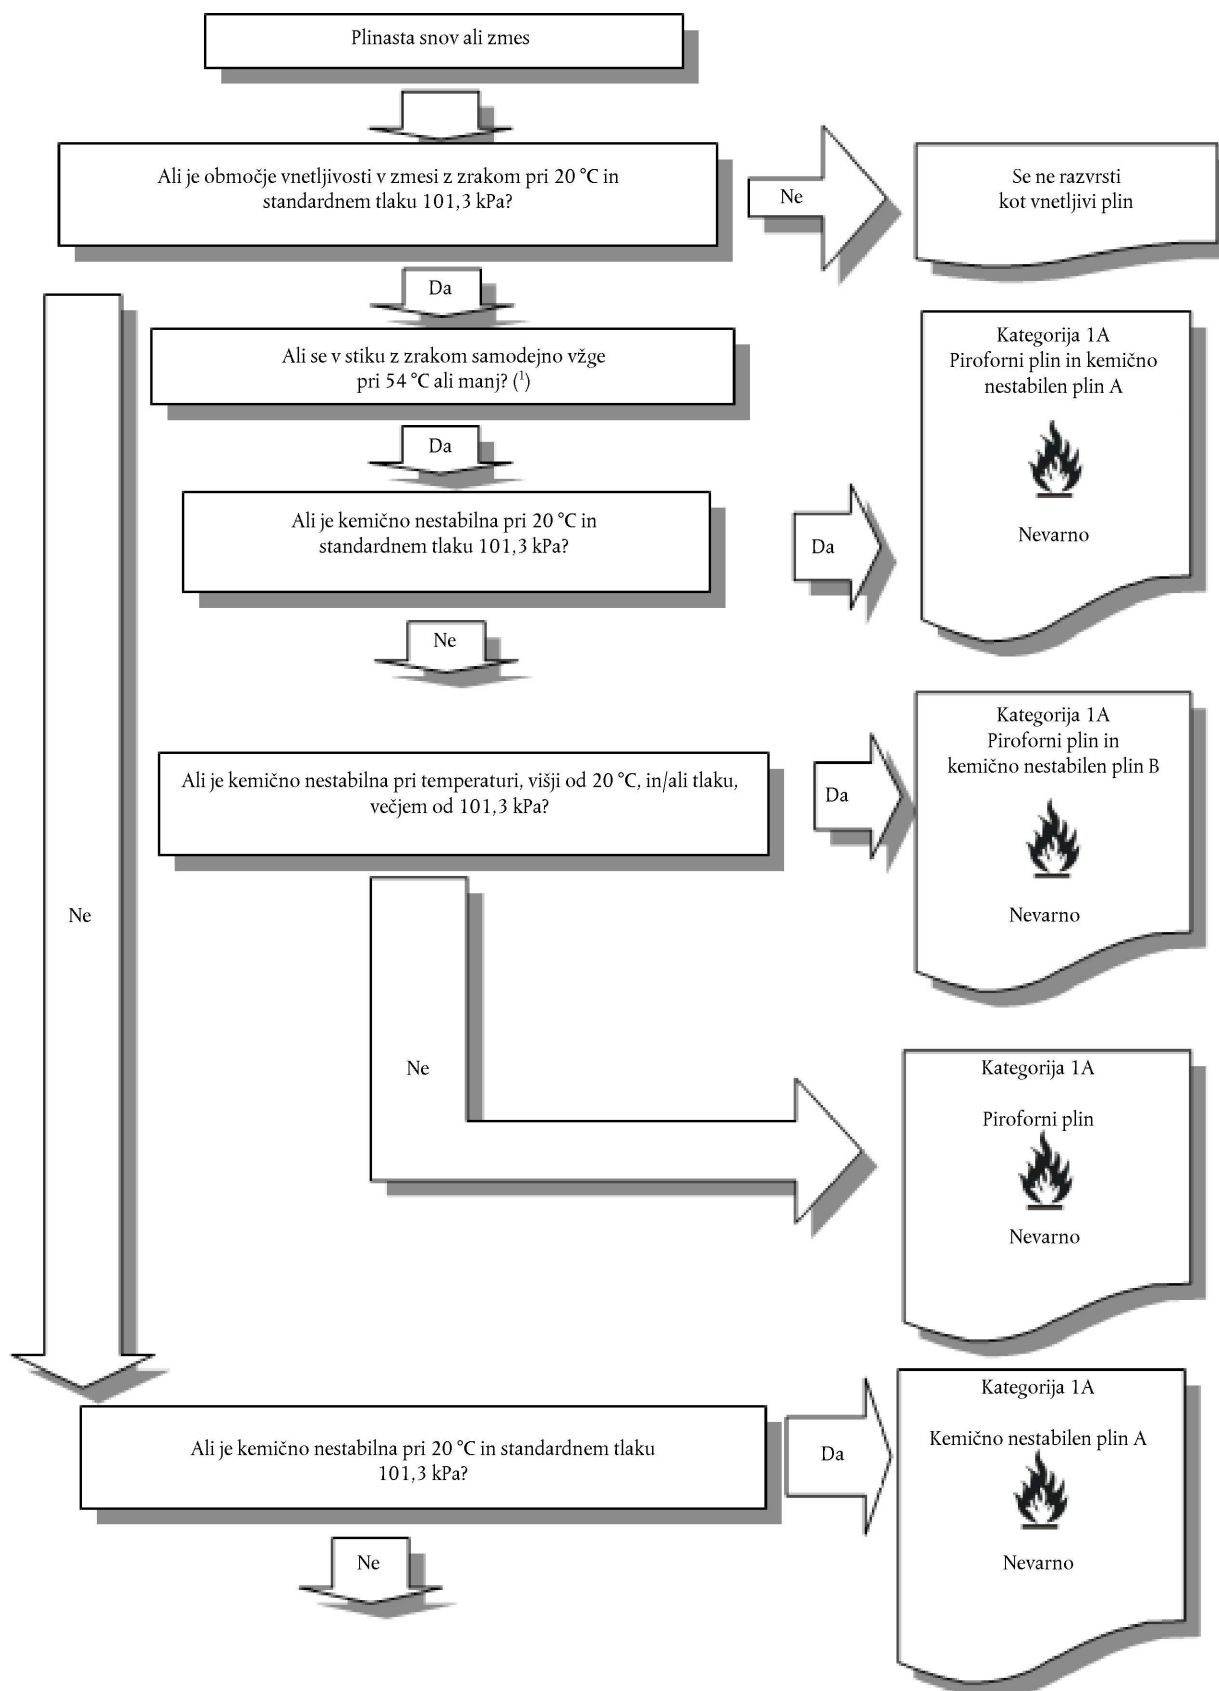 Plinasta snov ali zmes
Ali je območje vnetljivosti v zmesi z zrakom pri 20 °C in
standardnem tlaku 101,3 kPa?
Ne
Se ne razvrsti
kot vnetljivi plin
Da
Ali se v stiku z zrakom samodejno vžge
pri 54 °C ali manj? (¹)
Kategorija 1A
Piroforni plin in kemično
nestabilen plin A
Nevarno
Da
Ali je kemično nestabilna pri 20 °C in
standardnem tlaku 101,3 kPa?
Da
Ne
Kategorija 1A
Piroforni plin in
kemično nestabilen plin B
Nevarno
Ali je kemično nestabilna pri temperaturi, višji od 20 °C, in/ali tlaku,
večjem od 101,3 kPa?
Da
Ne
Ne
Kategorija 1A
Piroforni plin
Nevarno
Ali je kemično nestabilna pri 20 °C in standardnem tlaku
101,3 kPa?
Da
Kategorija 1A
Kemično nestabilen plin A
Nevarno
Ne